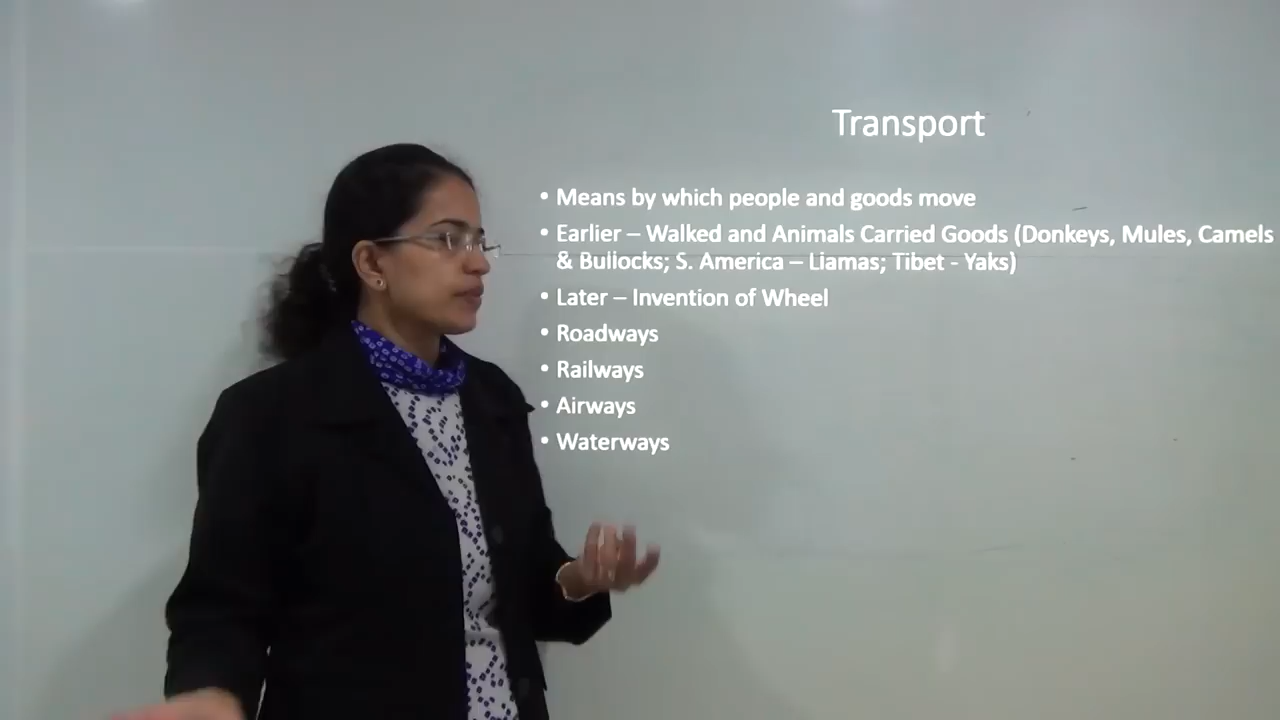 Transport
• Means by which people and goods move
• Earlier – Walked and Animals Carried Goods (Donkeys, Mules, Camels
& Bullocks; S. America – Llamas; Tibet - Yaks)
• Later – Invention of Wheel
• Roadways
• Railways
• Airways
• Waterways